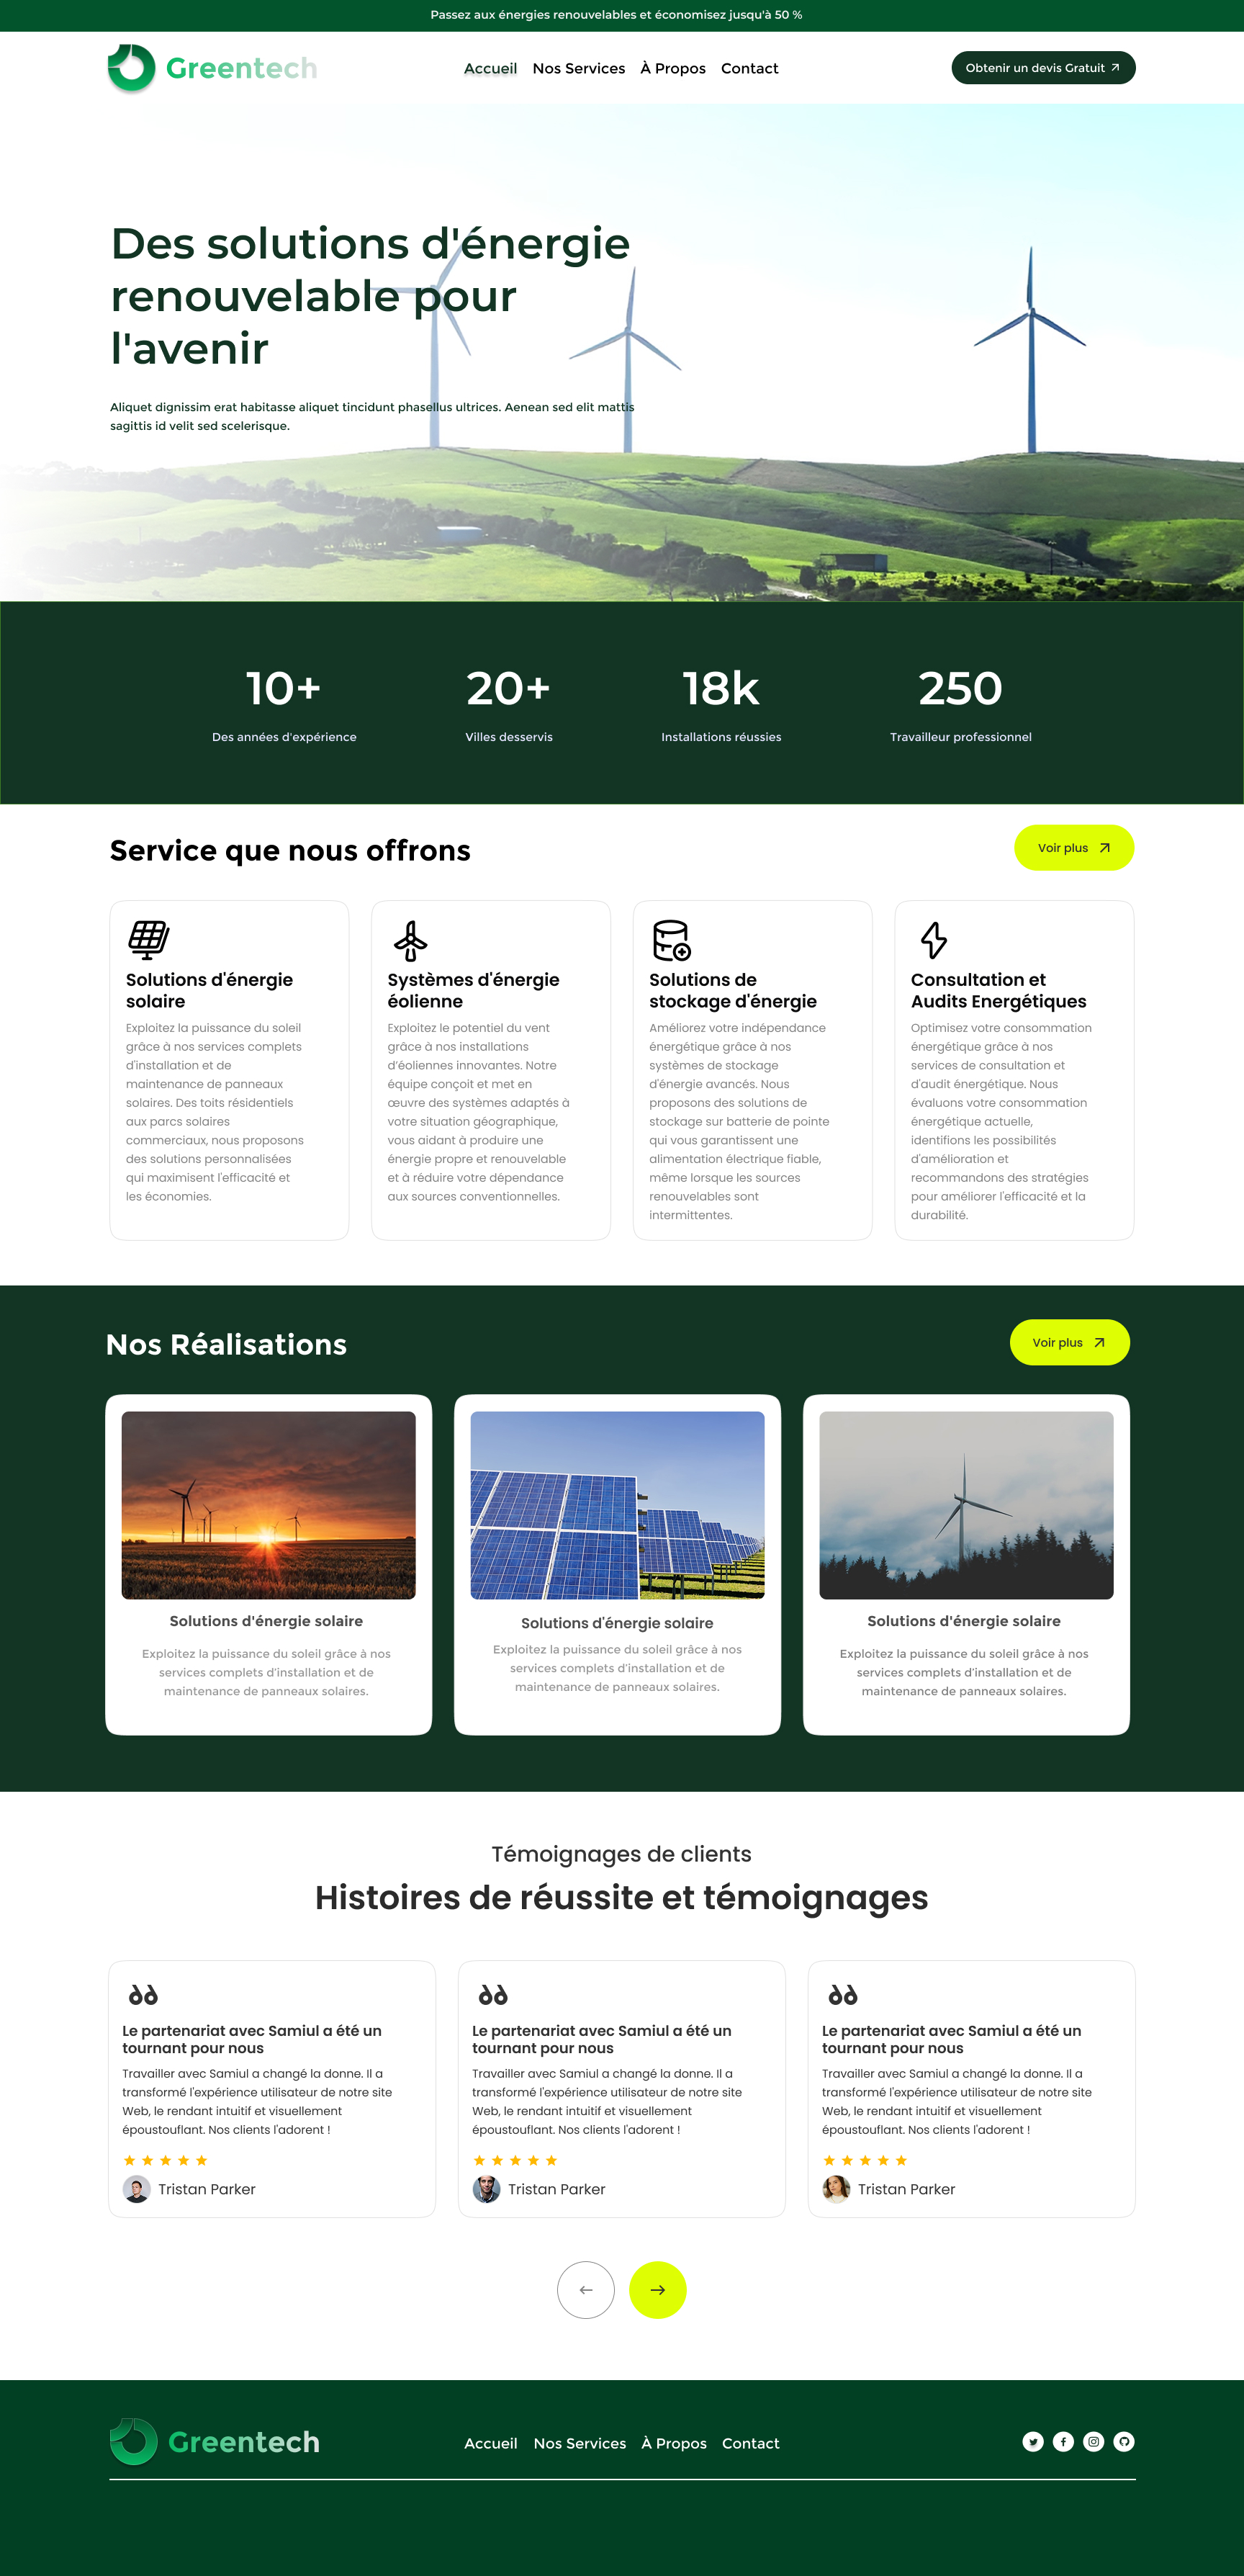 Passez aux énergies renouvelables et économisez jusqu'à 50 %
Greentech
Accueil Nos Services À Propos Contact
Obtenir un devis Gratuit
Des solutions d'énergie
renouvelable pour
l'avenir
Aliquet dignissim erat habitasse aliquet tincidunt phasellus ultrices. Aenean sed elit mattis
sagittis id velit sed scelerisque.
10+
Des années d'expérience
20+
Villes desservis
18k
Installations réussies
250
Travailleur professionnel
Service que nous offrons
Voir plus
Solutions d'énergie
solaire
Exploitez la puissance du soleil
grâce à nos services complets
d'installation et de
maintenance de panneaux
solaires. Des toits résidentiels
aux parcs solaires
commerciaux, nous proposons
des solutions personnalisées
qui maximisent l'efficacité et
les économies.
Systèmes d'énergie
éolienne
Exploitez le potentiel du vent
grâce à nos installations
d’éoliennes innovantes. Notre
équipe conçoit et met en
œuvre des systèmes adaptés à
votre situation géographique,
vous aidant à produire une
énergie propre et renouvelable
et à réduire votre dépendance
aux sources conventionnelles.
Solutions de
stockage d'énergie
Améliorez votre indépendance
énergétique grâce à nos
systèmes de stockage
d'énergie avancés. Nous
proposons des solutions de
stockage sur batterie de pointe
qui vous garantissent une
alimentation électrique fiable,
même lorsque les sources
renouvelables sont
intermittentes.
Consultation et
Audits Energétiques
Optimisez votre consommation
énergétique grâce à nos
services de consultation et
d'audit énergétique. Nous
évaluons votre consommation
énergétique actuelle,
identifions les possibilités
d'amélioration et
recommandons des stratégies
pour améliorer l'efficacité et la
durabilité.
Nos Réalisations
Voir plus
Solutions d'énergie solaire
Exploitez la puissance du soleil grâce à nos
services complets d’installation et de
maintenance de panneaux solaires.
Solutions d'énergie solaire
Exploitez la puissance du soleil grâce à nos
services complets d’installation et de
maintenance de panneaux solaires.
Solutions d'énergie solaire
Exploitez la puissance du soleil grâce à nos
services complets d’installation et de
maintenance de panneaux solaires.
Témoignages de clients
Histoires de réussite et témoignages
Le partenariat avec Samiul a été un
tournant pour nous
Travailler avec Samiul a changé la donne. Il a
transformé l'expérience utilisateur de notre site
Web, le rendant intuitif et visuellement
époustouflant. Nos clients l'adorent !
Tristan Parker
Le partenariat avec Samiul a été un
tournant pour nous
Travailler avec Samiul a changé la donne. Il a
transformé l'expérience utilisateur de notre site
Web, le rendant intuitif et visuellement
époustouflant. Nos clients l'adorent !
Tristan Parker
Le partenariat avec Samiul a été un
tournant pour nous
Travailler avec Samiul a changé la donne. Il a
transformé l'expérience utilisateur de notre site
Web, le rendant intuitif et visuellement
époustouflant. Nos clients l'adorent !
Tristan Parker
Greentech
Accueil Nos Services À Propos Contact